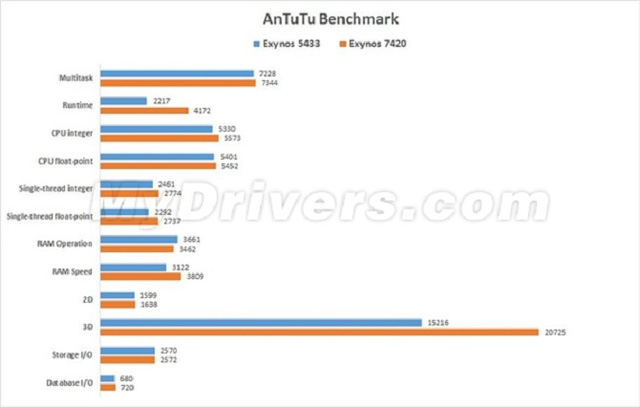 AnTuTu Benchmark
Exynos 5433 Exynos 7420
Multitask 7228
7344
Runtime 2217
4172
CPU integer 5330
5573
CPU float-point 5401
5452
Single-thread integer 2461
2774
Single-thread float-point 2292
2737
MyDrivers.com
RAM Operation 3661
3462
RAM Speed 3122
3809
2D 1599
1638
3D 15216
20725
Storage I/O 2570
2572
Database I/O 680
720